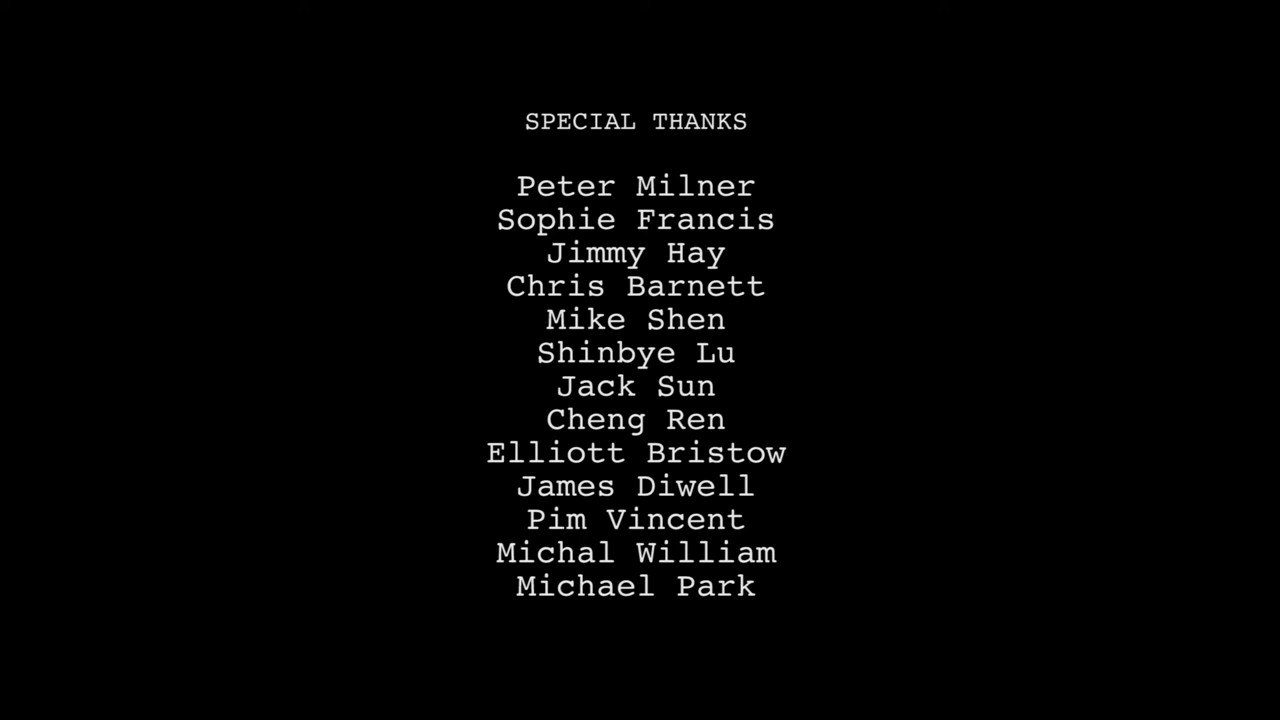 SPECIAL THANKS
Peter Milner
Sophie Francis
Jimmy Hay
Chris Barnett
Mike Shen
Shinbye Lu
Jack Sun
Cheng Ren
Elliott Bristow
James Diwell
Pim Vincent
Michal William
Michael Park